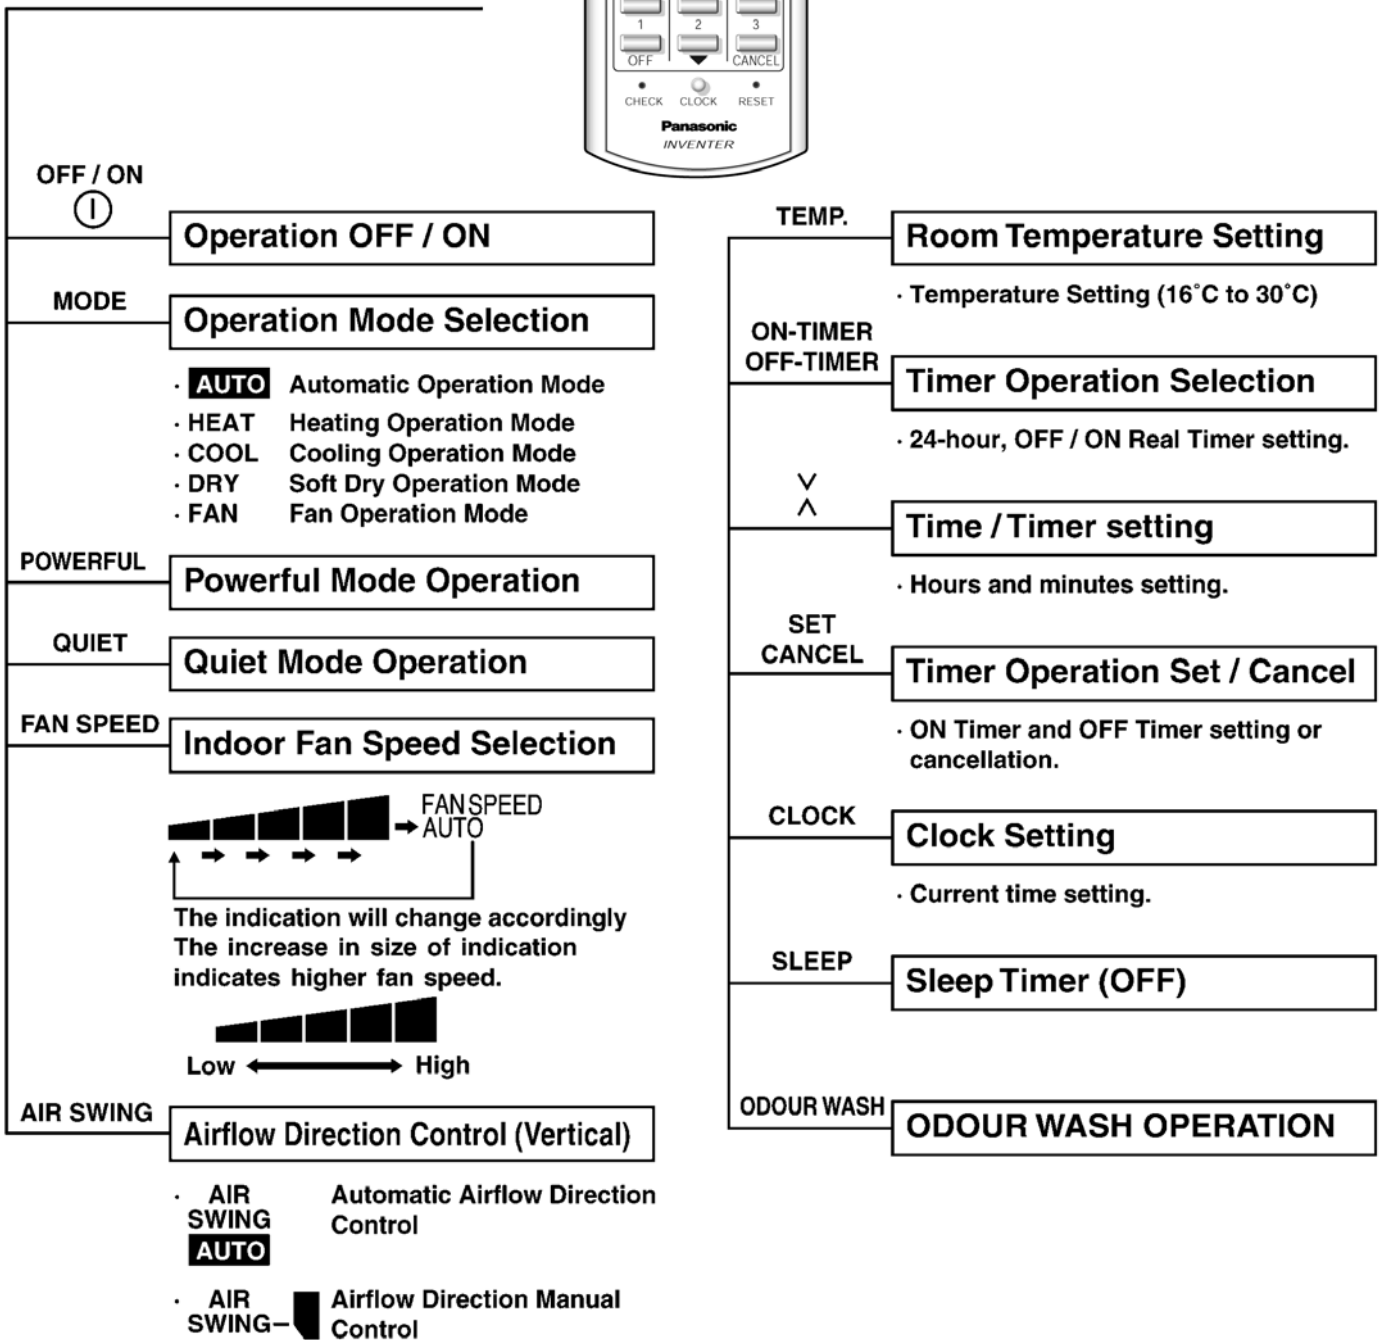 1 2 3
OFF CANCEL
CHECK CLOCK RESET
Panasonic
INVENTER
OFF / ON
Operation OFF / ON
MODE
Operation Mode Selection
· AUTO Automatic Operation Mode
· HEAT Heating Operation Mode
· COOL Cooling Operation Mode
· DRY Soft Dry Operation Mode
· FAN Fan Operation Mode
POWERFUL
Powerful Mode Operation
QUIET
Quiet Mode Operation
FAN SPEED
Indoor Fan Speed Selection
FAN SPEED
AUTO
The indication will change accordingly
The increase in size of indication
indicates higher fan speed.
Low High
AIR SWING
Airflow Direction Control (Vertical)
· AIR Automatic Airflow Direction
SWING Control
AUTO
· AIR Airflow Direction Manual
SWING Control
TEMP.
Room Temperature Setting
· Temperature Setting (16˚C to 30˚C)
ON-TIMER
OFF-TIMER
Timer Operation Selection
· 24-hour, OFF / ON Real Timer setting.
Time / Timer setting
· Hours and minutes setting.
SET
CANCEL
Timer Operation Set / Cancel
· ON Timer and OFF Timer setting or
cancellation.
CLOCK
Clock Setting
· Current time setting.
SLEEP
Sleep Timer (OFF)
ODOUR WASH
ODOUR WASH OPERATION